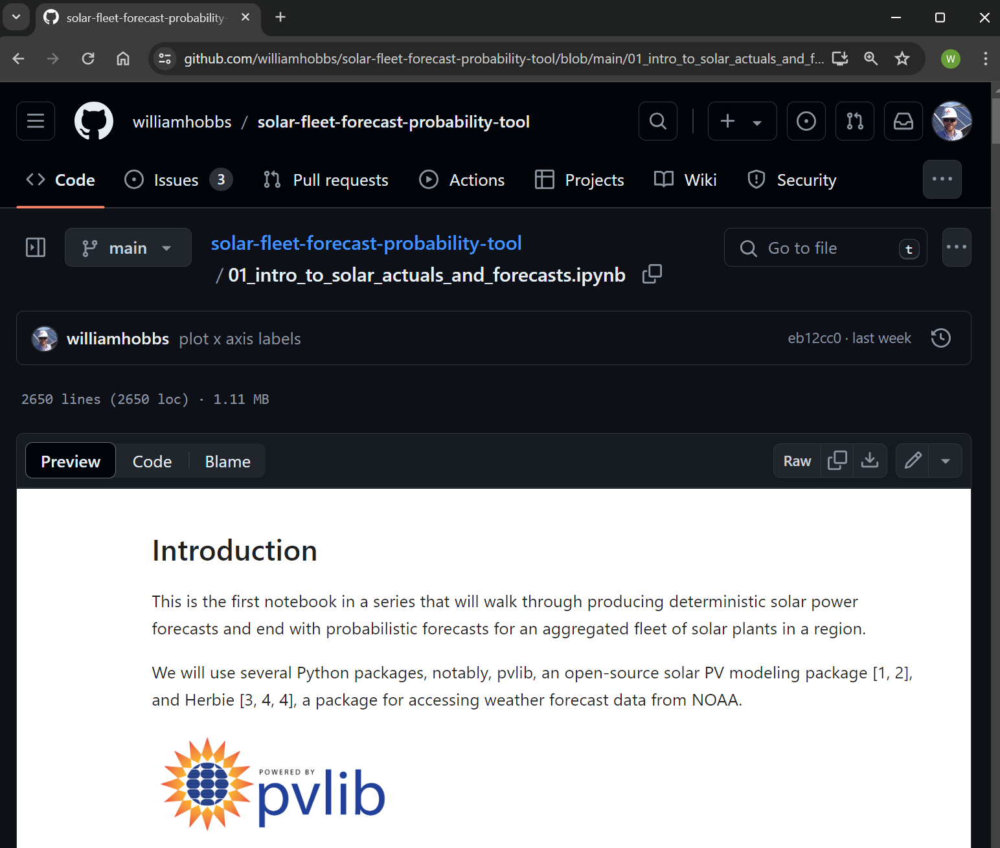 solar-fleet-forecast-probability-
github.com/williamhobbs/solar-fleet-forecast-probability-tool/blob/main/01_intro_to_solar_actuals_and_f...
W
williamhobbs / solar-fleet-forecast-probability-tool
Code Issues 3 Pull requests Actions Projects Wiki Security
main
solar-fleet-forecast-probability-tool
/ 01_intro_to_solar_actuals_and_forecasts.ipynb
Go to file t
williamhobbs plot x axis labels
eb12cc0 · last week
2650 lines (2650 loc) · 1.11 MB
Preview Code Blame
Raw
Introduction
This is the first notebook in a series that will walk through producing deterministic solar power
forecasts and end with probabilistic forecasts for an aggregated fleet of solar plants in a region.
We will use several Python packages, notably, pvlib, an open-source solar PV modeling package [1, 2],
and Herbie [3, 4, 4], a package for accessing weather forecast data from NOAA.
POWERED BY
pvlib